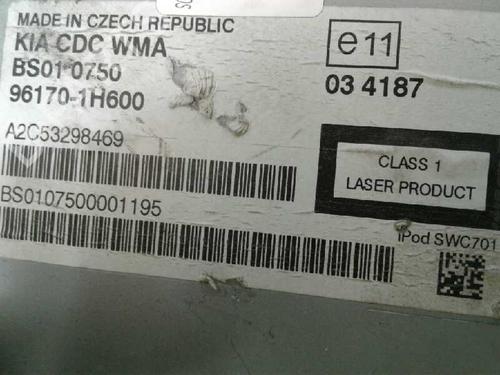 MADE IN CZECH REPUBLIC
KIA CDC WMA
BS01 0750
96170-1H600
e11
03 4187
A2C53298469
CLASS 1
LASER PRODUCT
BS0107500001195
iPod SWC701